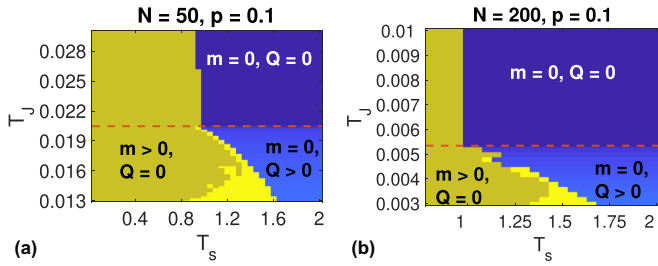 N = 50, p = 0.1
0.028
0.025
0.022
0.019
0.016
0.013
T_J
m = 0, Q = 0
m > 0,
Q = 0
m = 0,
Q > 0
0.4
0.8
1.2
1.6
2
T_s
(a)
N = 200, p = 0.1
0.01
0.009
0.008
0.007
0.006
0.005
0.004
0.003
T_J
m = 0, Q = 0
m > 0,
Q = 0
m = 0,
Q > 0
1
1.25
1.5
1.75
2
T_s
(b)